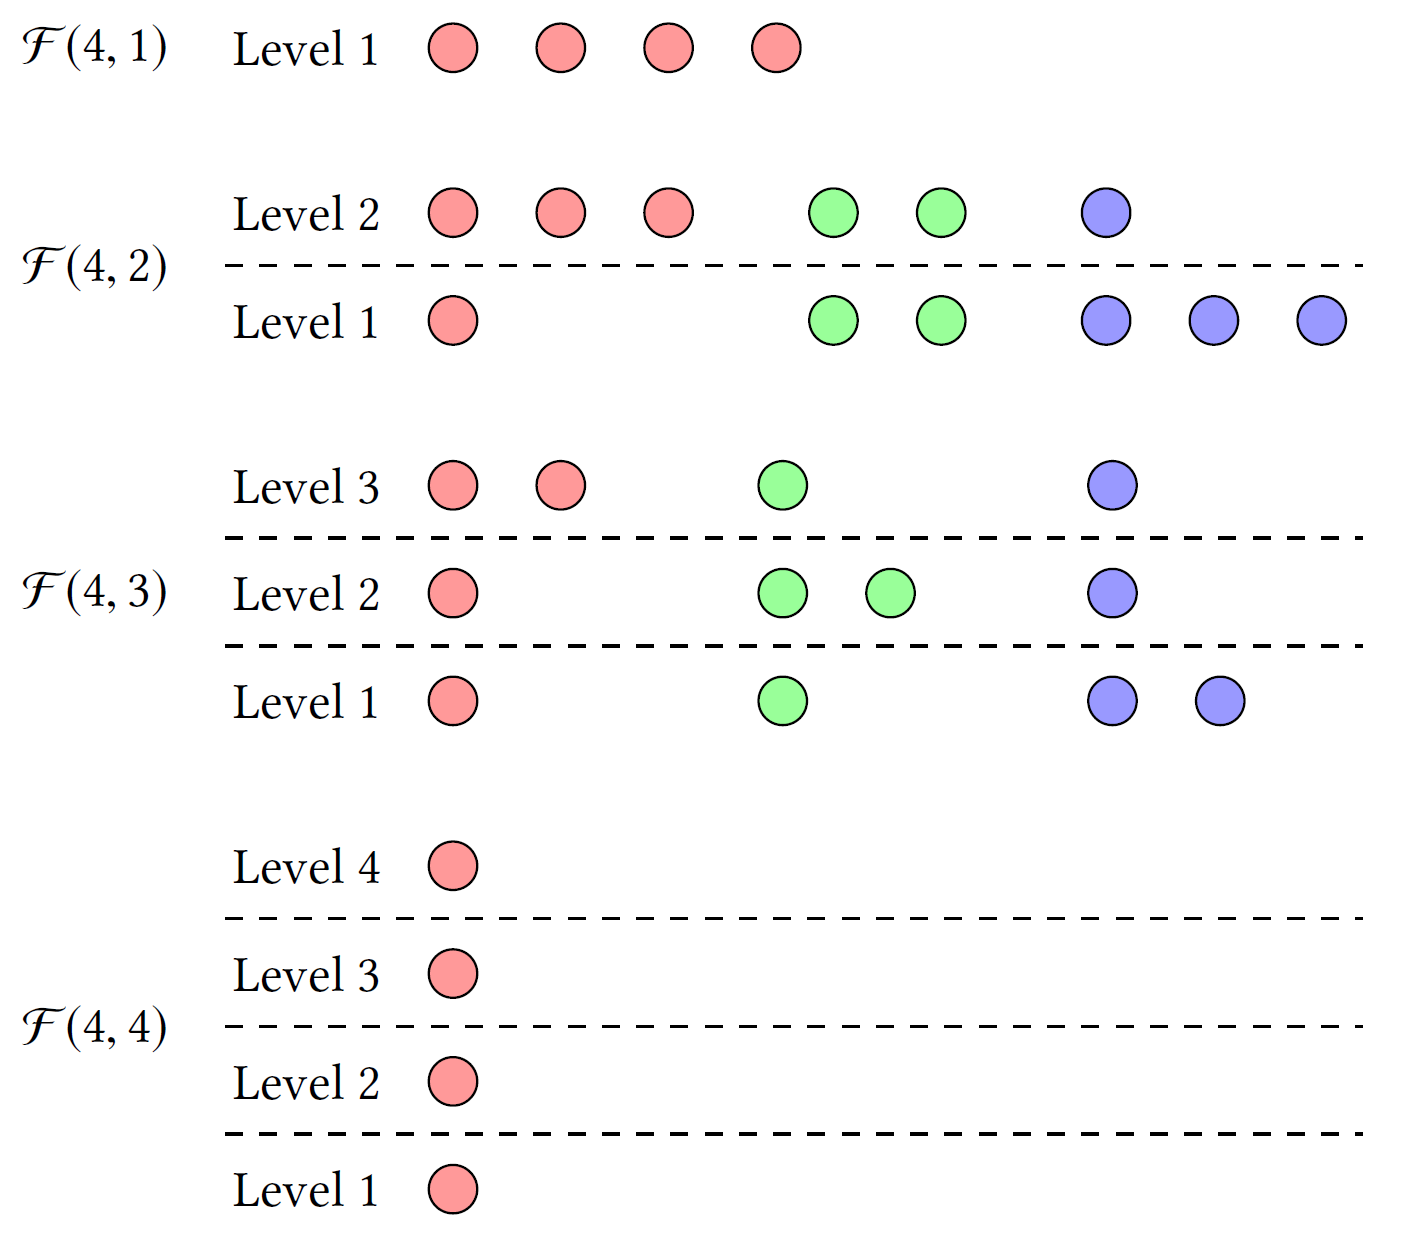 ℱ(4, 1) Level 1
Level 2
ℱ(4, 2)
Level 1
Level 3
ℱ(4, 3) Level 2
Level 1
Level 4
Level 3
ℱ(4, 4)
Level 2
Level 1